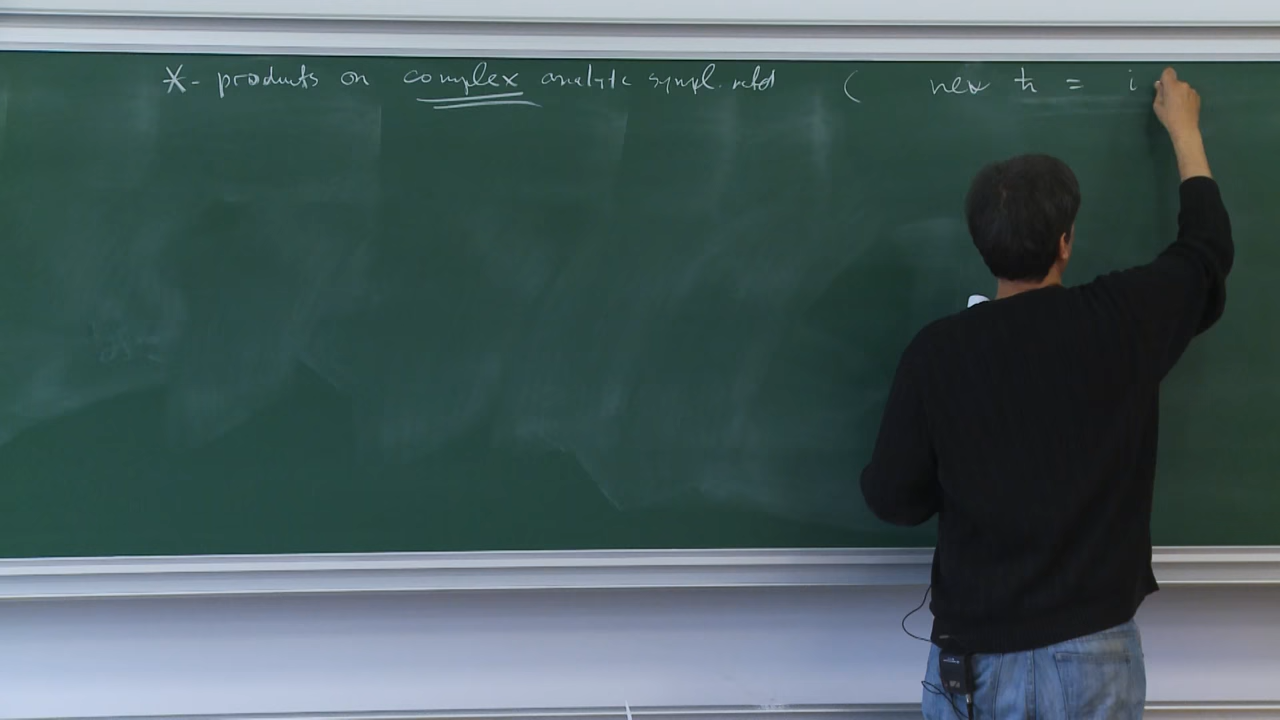 *- products on complex analytic sympl. mfd ( new ħ = i